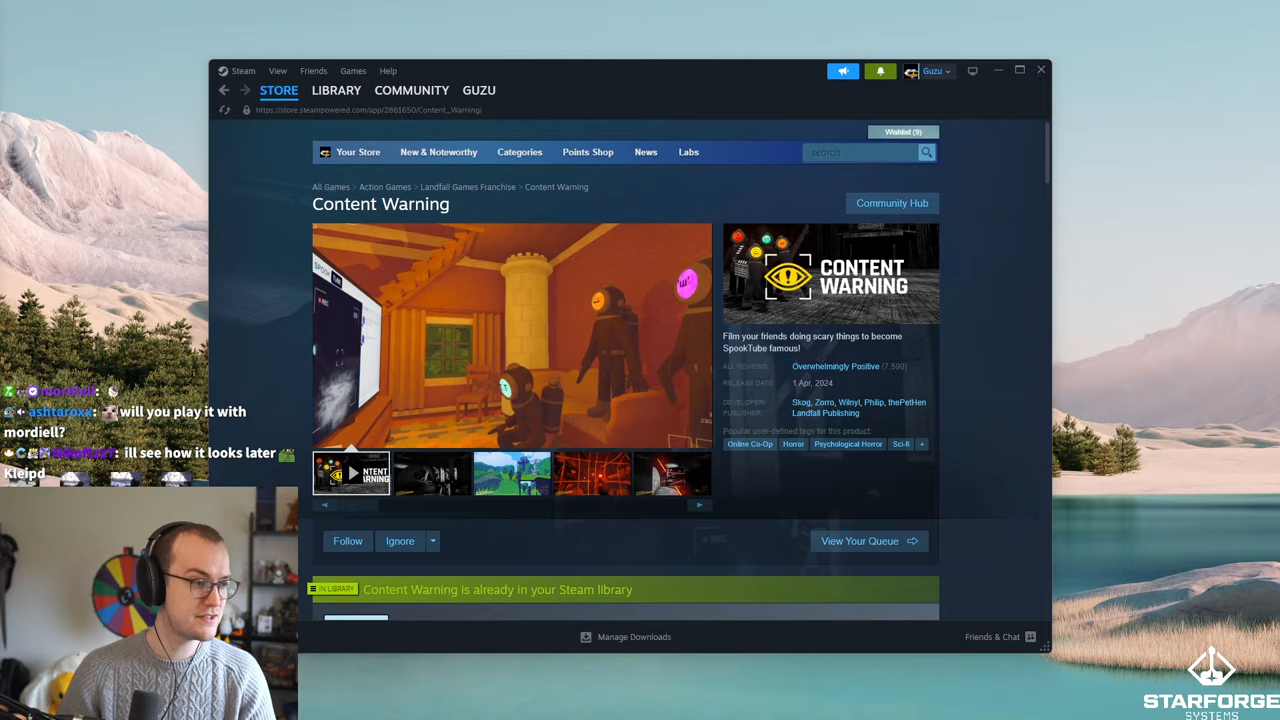 Steam View Friends Games Help
Guzu
STORE LIBRARY COMMUNITY GUZU
https://store.steampowered.com/app/2881650/Content_Warning/
Wishlist (9)
Your Store New & Noteworthy Categories Points Shop News Labs
search
All Games > Action Games > Landfall Games Franchise > Content Warning
Content Warning
Community Hub
CONTENT
WARNING
Film your friends doing scary things to become
SpookTube famous!
ALL REVIEWS: Overwhelmingly Positive (7,590)
RELEASE DATE: 1 Apr, 2024
DEVELOPER: Skog, Zorro, Wilnyl, Philip, thePetHen
PUBLISHER: Landfall Publishing
Popular user-defined tags for this product:
Online Co-Op Horror Psychological Horror Sci-fi +
mordiell:
ashtaroxx: will you play it with
mordiell?
ill see how it looks later
Kleipd
Follow Ignore View Your Queue
IN LIBRARY Content Warning is already in your Steam library
Manage Downloads
Friends & Chat
STARFORGE
SYSTEMS